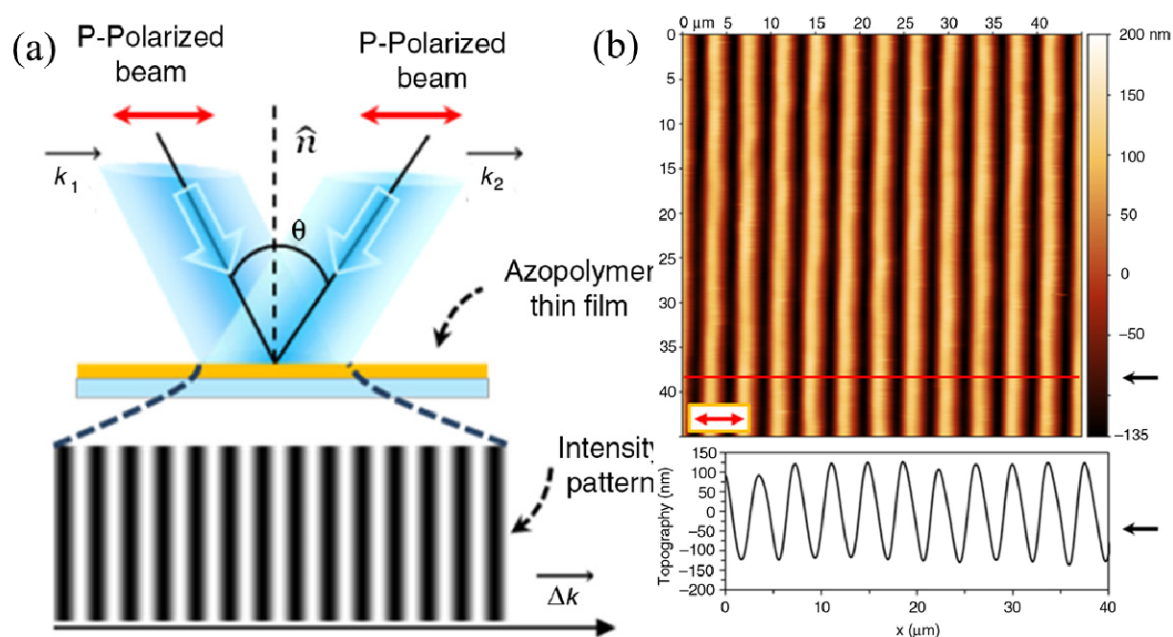 (a)
P-Polarized
beam
P-Polarized
beam
n̂
k1
k2
θ
Azopolymer
thin film
Intensity
pattern
Δk
(b)
0 μm 5 10 15 20 25 30 35 40
0
5
10
15
20
25
30
35
40
200 nm
150
100
50
0
−50
−135
Topography (nm)
150
100
50
0
−50
−100
−150
−200
0 10 20 30 40
x (μm)